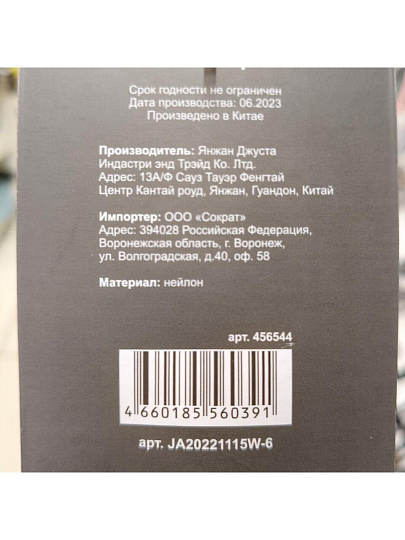 Срок годности не ограничен
Дата производства: 06.2023
Произведено в Китае
Производитель: Янжан Джуста
Индастри энд Трэйд Ко. Лтд.
Адрес: 13А/Ф Сауз Тауэр Фенгтай
Центр Кантай роуд, Янжан, Гуандон, Китай
Импортер: ООО «Сократ»
Адрес: 394028 Российская Федерация,
Воронежская область, г. Воронеж,
ул. Волгоградская, д.40, оф. 58
Материал: нейлон
арт. 456544
4 660185 560391
арт. JA20221115W-6